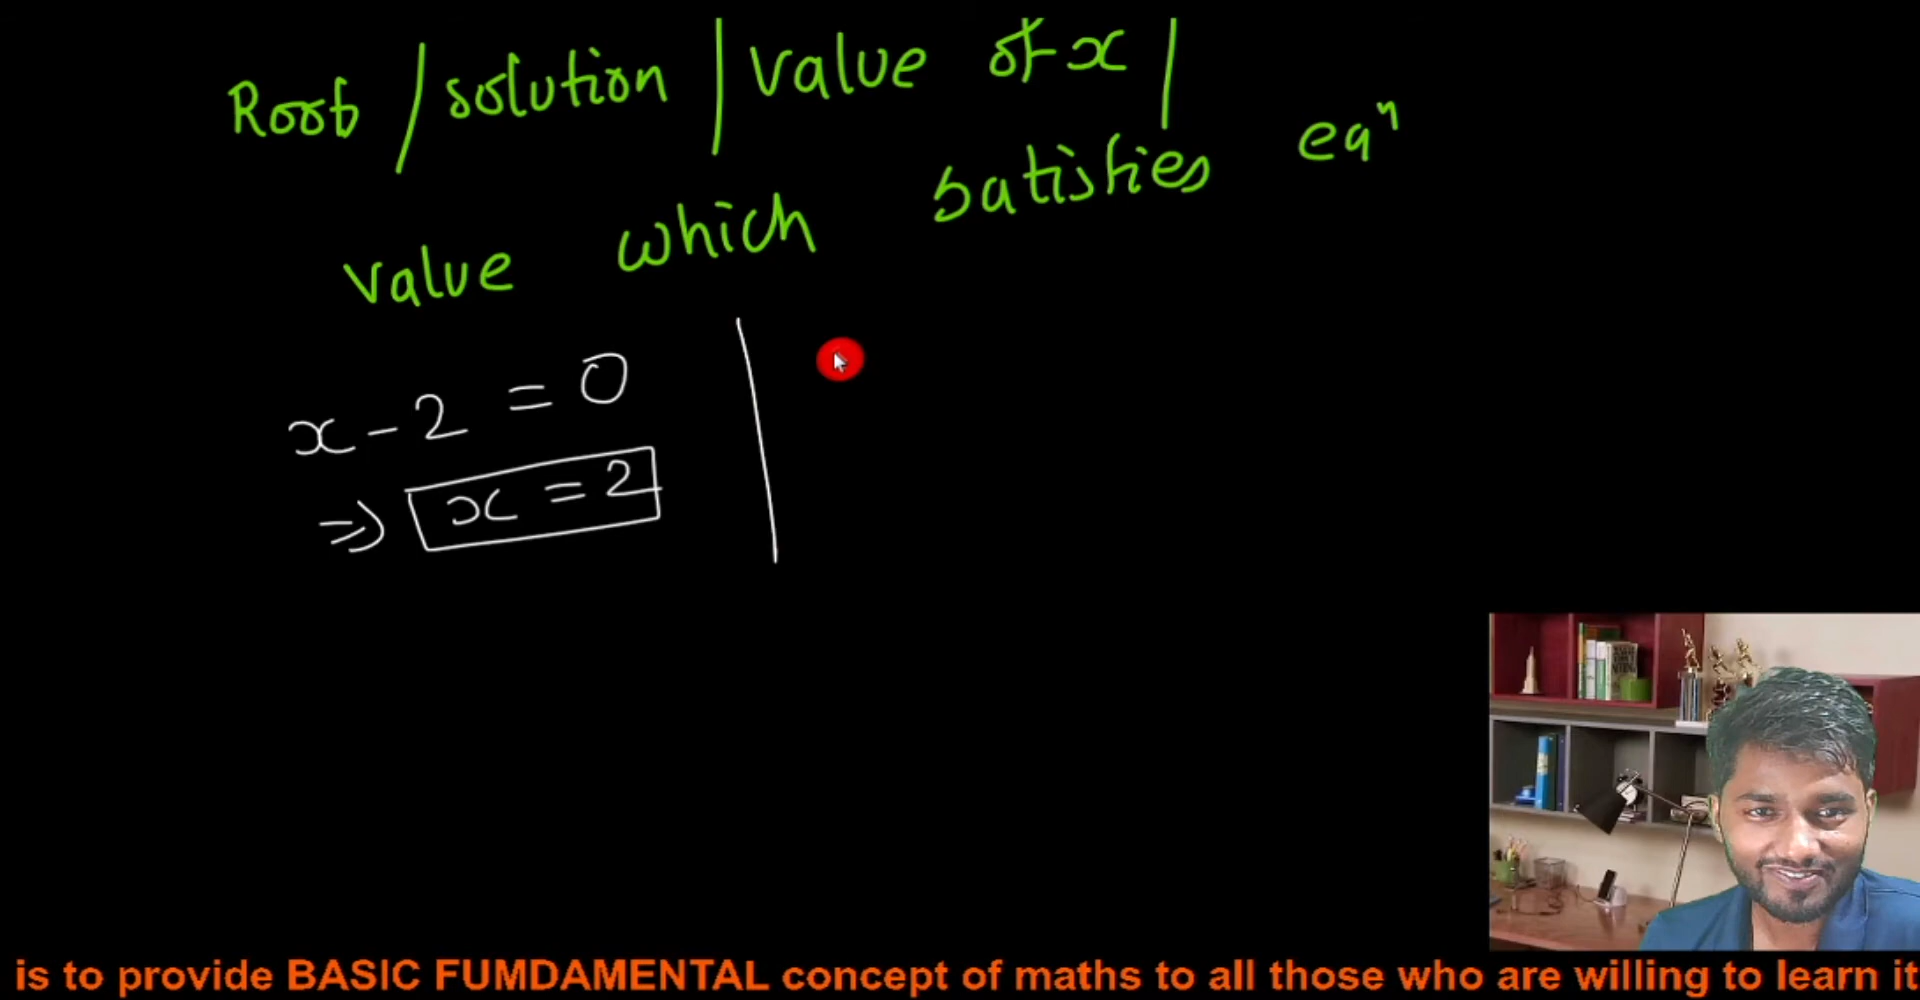 Root / solution | value of x |
value which satisfies eqⁿ
x - 2 = 0
⇒ x = 2
is to provide BASIC FUMDAMENTAL concept of maths to all those who are willing to learn it